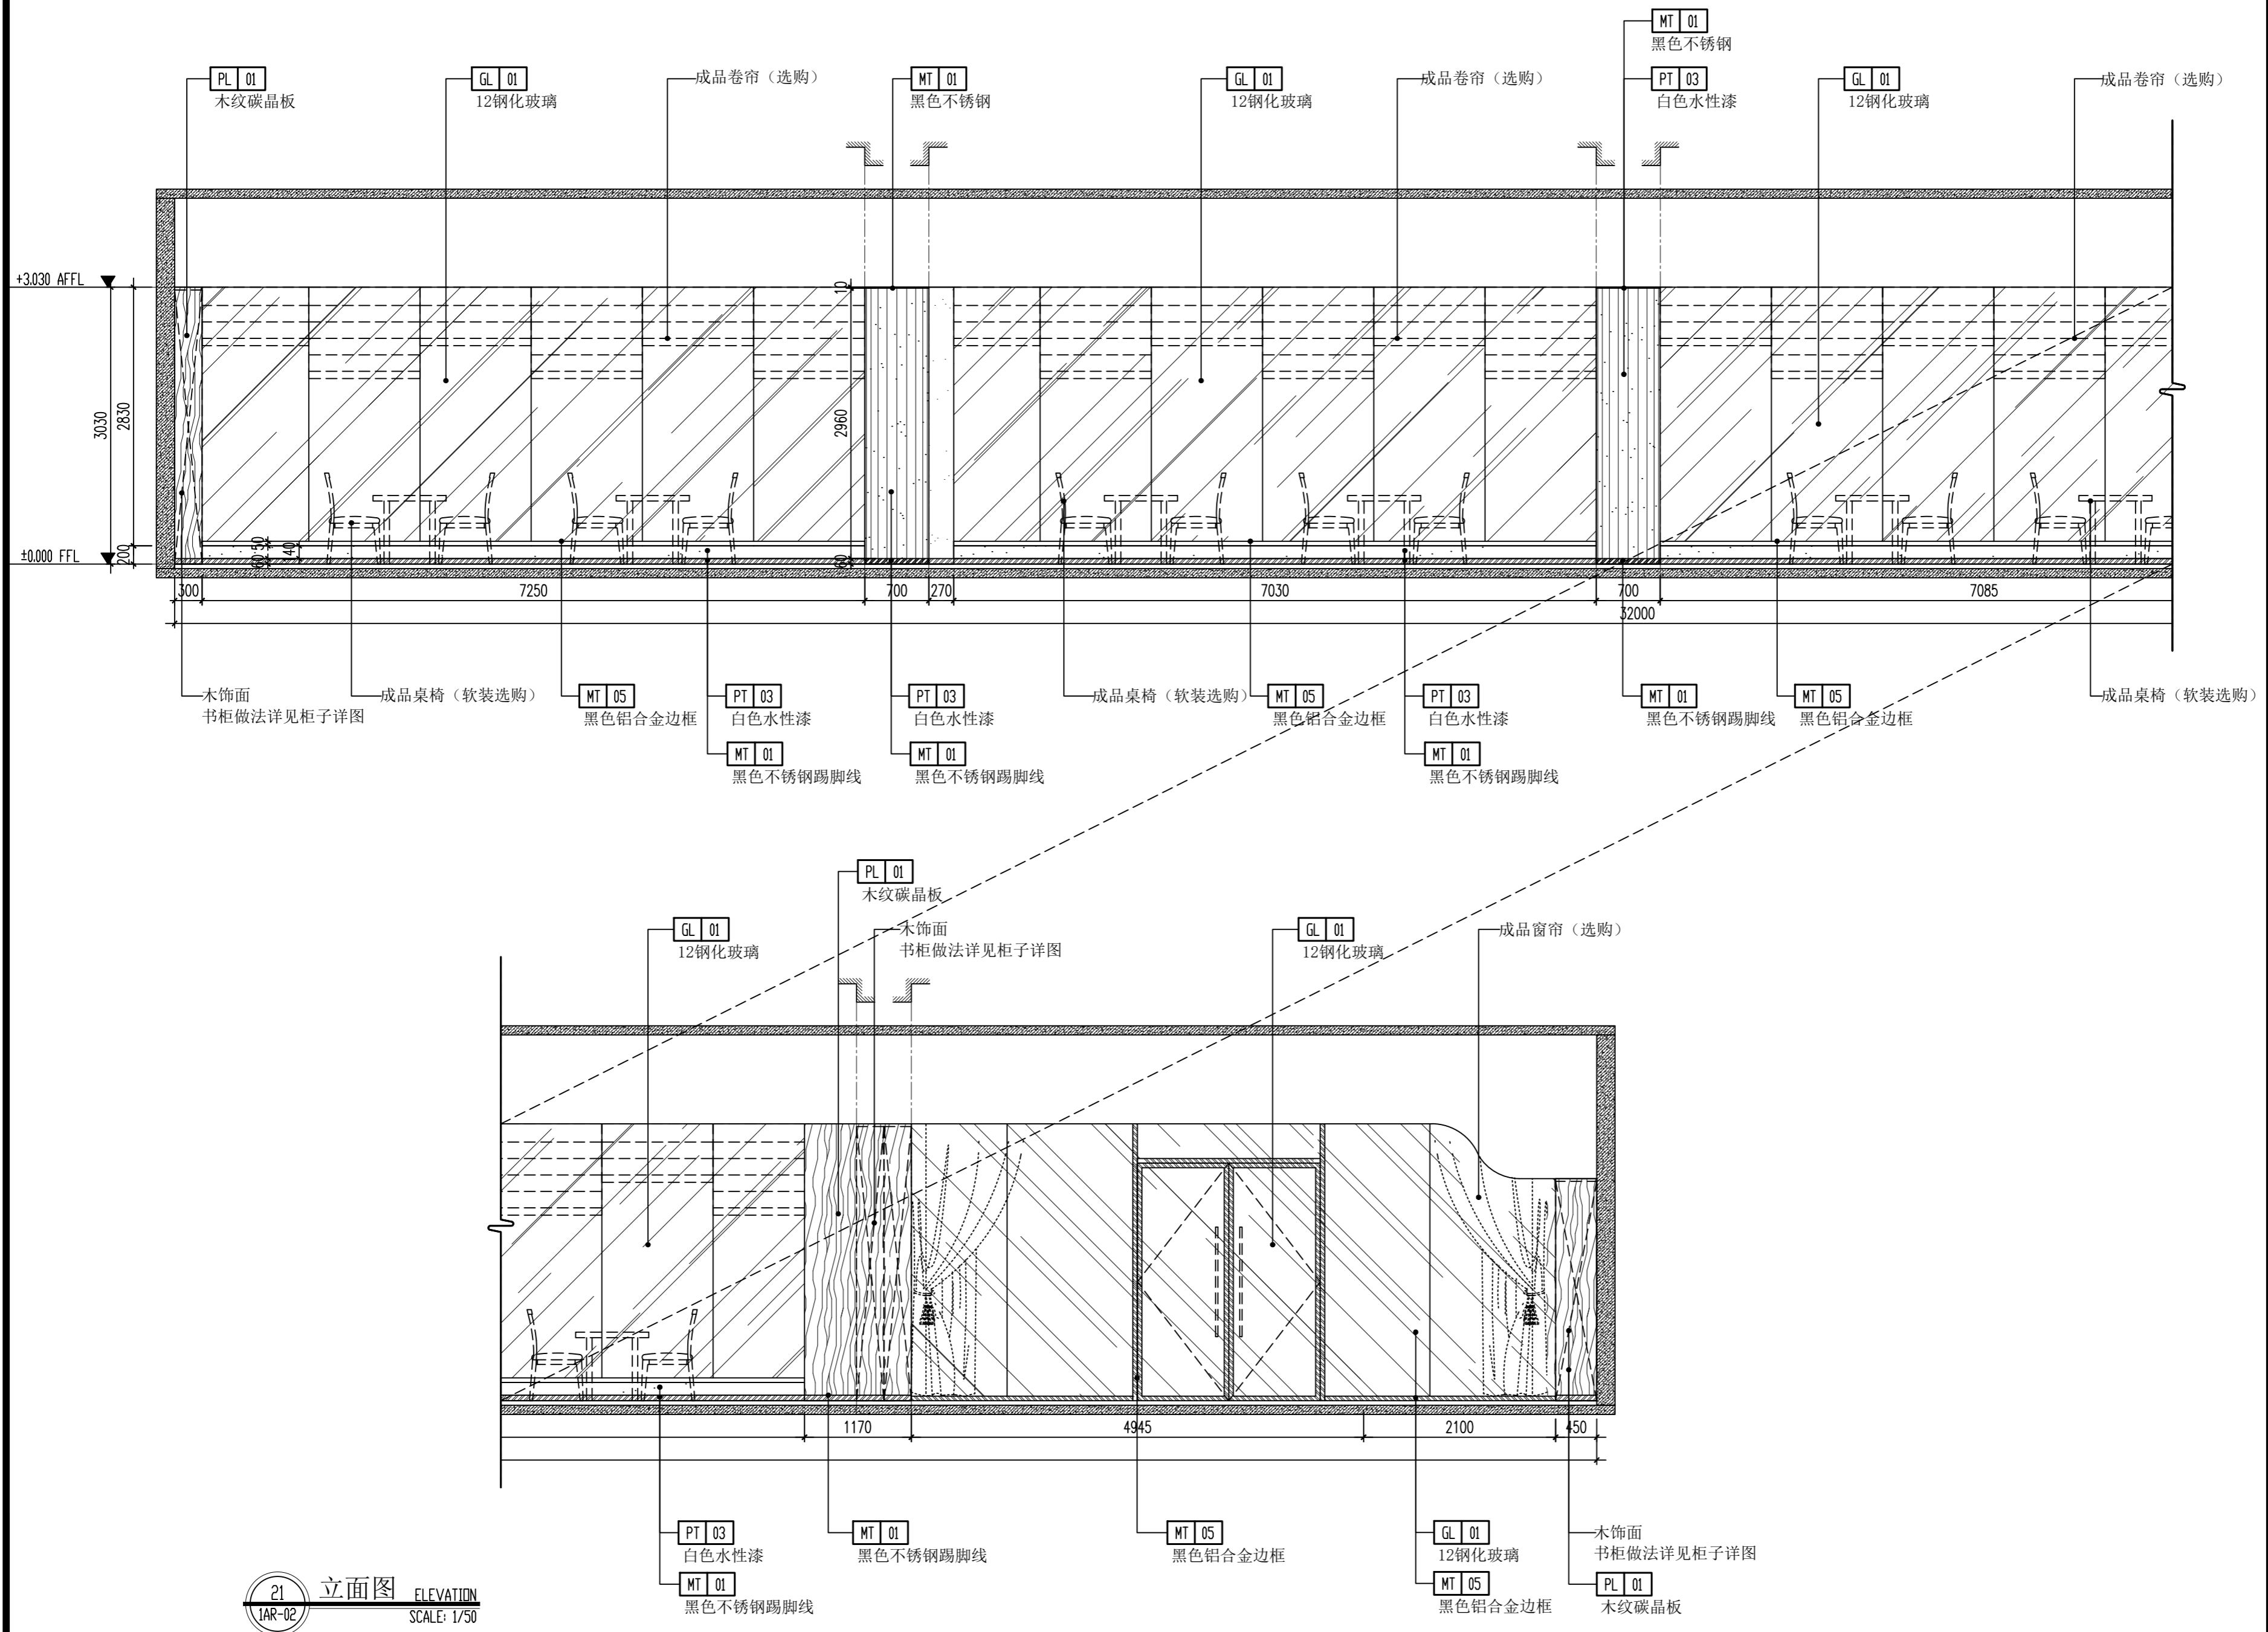 MT 01
黑色不锈钢
PL 01
木纹碳晶板
GL 01
12钢化玻璃
成品卷帘（选购）
MT 01
黑色不锈钢
GL 01
12钢化玻璃
成品卷帘（选购）
PT 03
白色水性漆
GL 01
12钢化玻璃
成品卷帘（选购）
+3.030 AFFL
±0.000 FFL
3030
2830
200
60
50
140
10
2960
60
300
7250
700
270
7030
700
7085
32000
木饰面
书柜做法详见柜子详图
成品桌椅（软装选购）
MT 05
黑色铝合金边框
PT 03
白色水性漆
MT 01
黑色不锈钢踢脚线
PT 03
白色水性漆
MT 01
黑色不锈钢踢脚线
成品桌椅（软装选购）
MT 05
黑色铝合金边框
PT 03
白色水性漆
MT 01
黑色不锈钢踢脚线
MT 01
黑色不锈钢踢脚线
MT 05
黑色铝合金边框
成品桌椅（软装选购）
PL 01
木纹碳晶板
GL 01
12钢化玻璃
木饰面
书柜做法详见柜子详图
GL 01
12钢化玻璃
成品窗帘（选购）
1170
4945
2100
450
PT 03
白色水性漆
MT 01
黑色不锈钢踢脚线
MT 01
黑色不锈钢踢脚线
MT 05
黑色铝合金边框
GL 01
12钢化玻璃
MT 05
黑色铝合金边框
木饰面
书柜做法详见柜子详图
PL 01
木纹碳晶板
21
1AR-02
立面图 ELEVATION
SCALE: 1/50